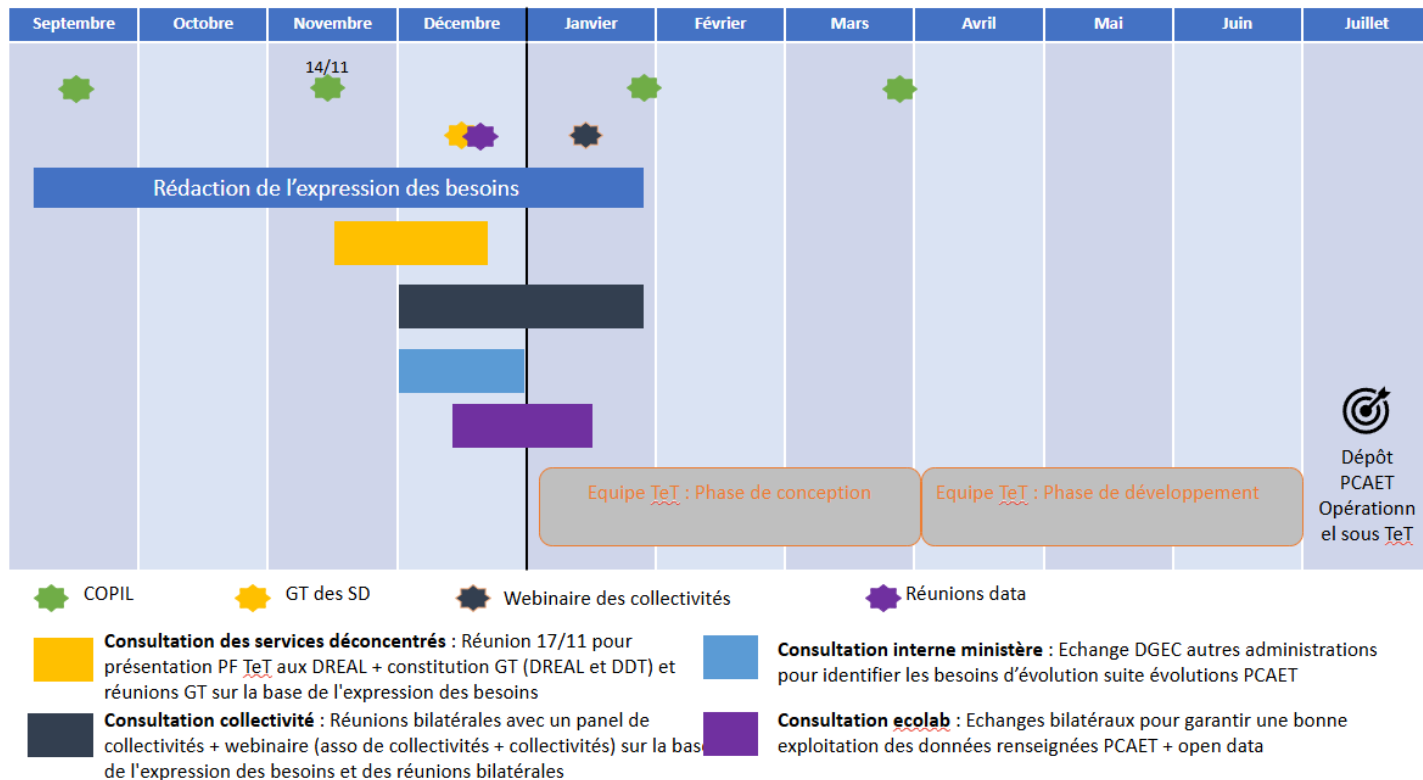 Septembre
Octobre
Novembre
Décembre
Janvier
Février
Mars
Avril
Mai
Juin
Juillet
14/11
Rédaction de l’expression des besoins
Equipe TeT : Phase de conception
Equipe TeT : Phase de développement
Dépôt
PCAET
Opérationn
el sous TeT
COPIL
GT des SD
Webinaire des collectivités
Réunions data
Consultation des services déconcentrés : Réunion 17/11 pour
présentation PF TeT aux DREAL + constitution GT (DREAL et DDT) et
réunions GT sur la base de l'expression des besoins
Consultation interne ministère : Echange DGEC autres administrations
pour identifier les besoins d’évolution suite évolutions PCAET
Consultation collectivité : Réunions bilatérales avec un panel de
collectivités + webinaire (asso de collectivités + collectivités) sur la base
de l'expression des besoins et des réunions bilatérales
Consultation ecolab : Echanges bilatéraux pour garantir une bonne
exploitation des données renseignées PCAET + open data